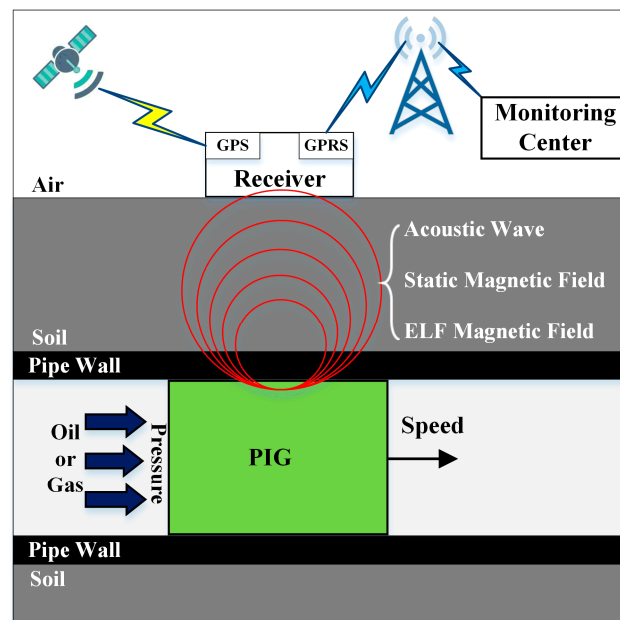 GPS
GPRS
Receiver
Monitoring
Center
Air
Acoustic Wave
Static Magnetic Field
ELF Magnetic Field
Soil
Pipe Wall
Oil
or
Gas
Pressure
PIG
Speed
Pipe Wall
Soil